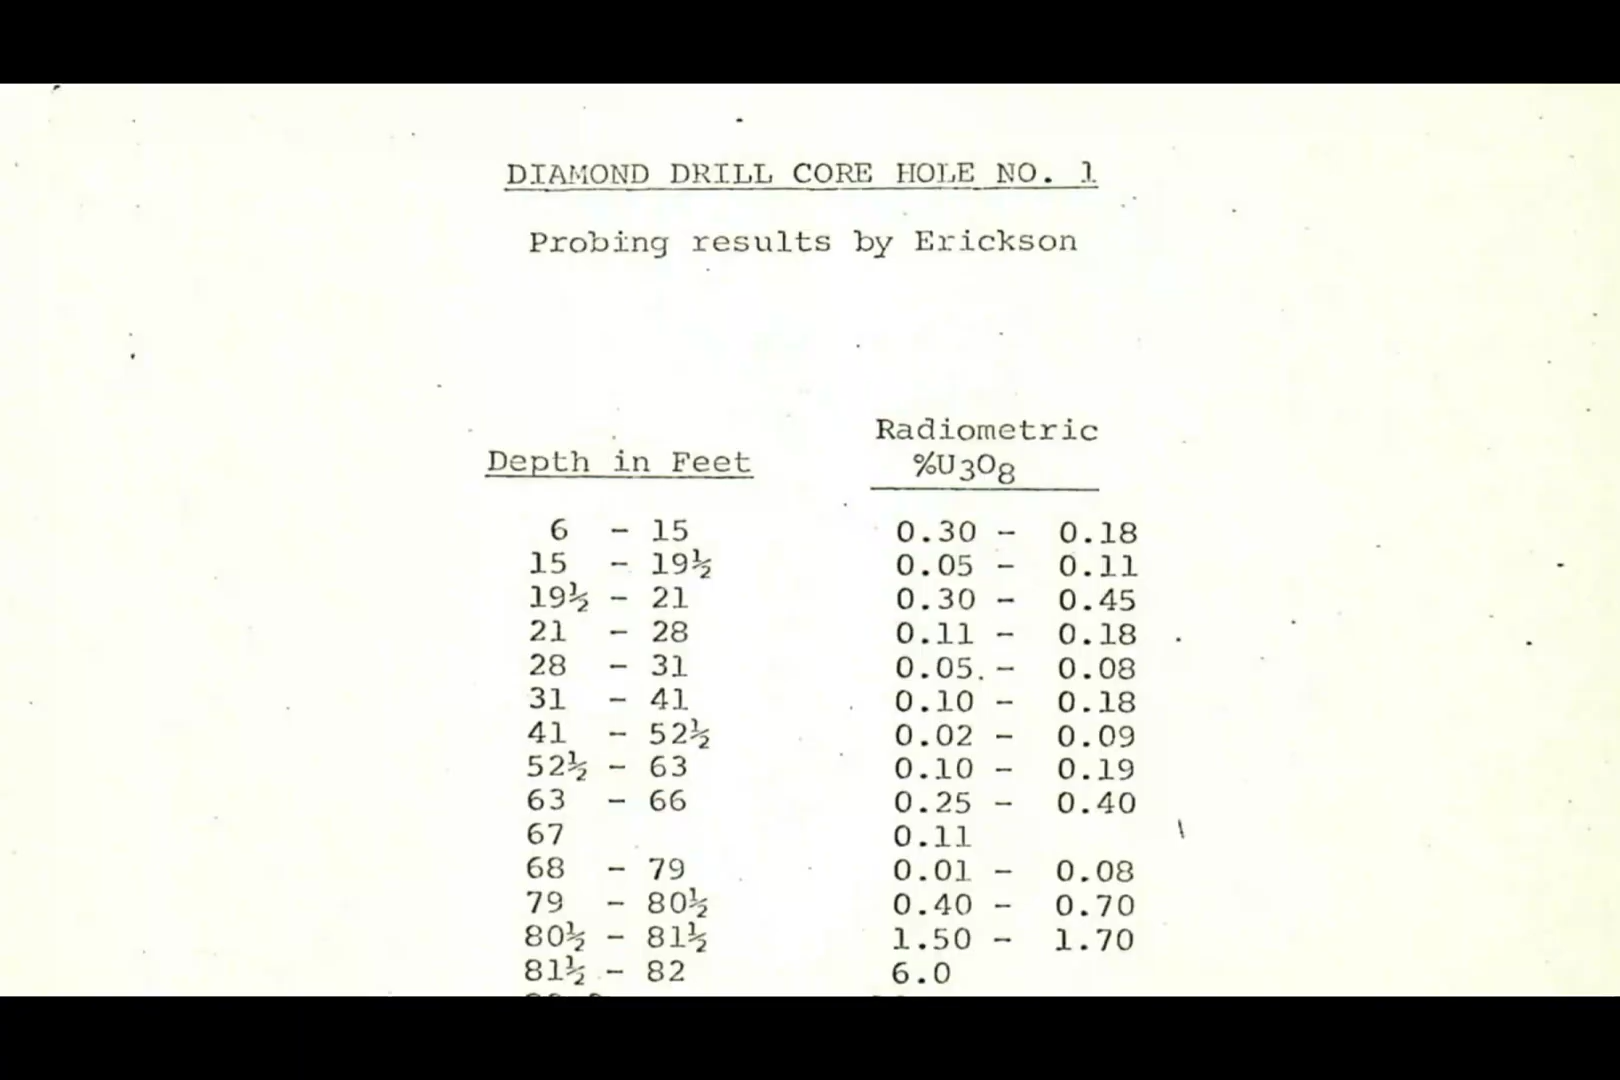 DIAMOND DRILL CORE HOLE NO. 1
Probing results by Erickson
Depth in Feet Radiometric %U3O8
6 - 15 0.30 - 0.18
15 - 19½ 0.05 - 0.11
19½ - 21 0.30 - 0.45
21 - 28 0.11 - 0.18
28 - 31 0.05 - 0.08
31 - 41 0.10 - 0.18
41 - 52½ 0.02 - 0.09
52½ - 63 0.10 - 0.19
63 - 66 0.25 - 0.40
67 0.11
68 - 79 0.01 - 0.08
79 - 80½ 0.40 - 0.70
80½ - 81½ 1.50 - 1.70
81½ - 82 6.0